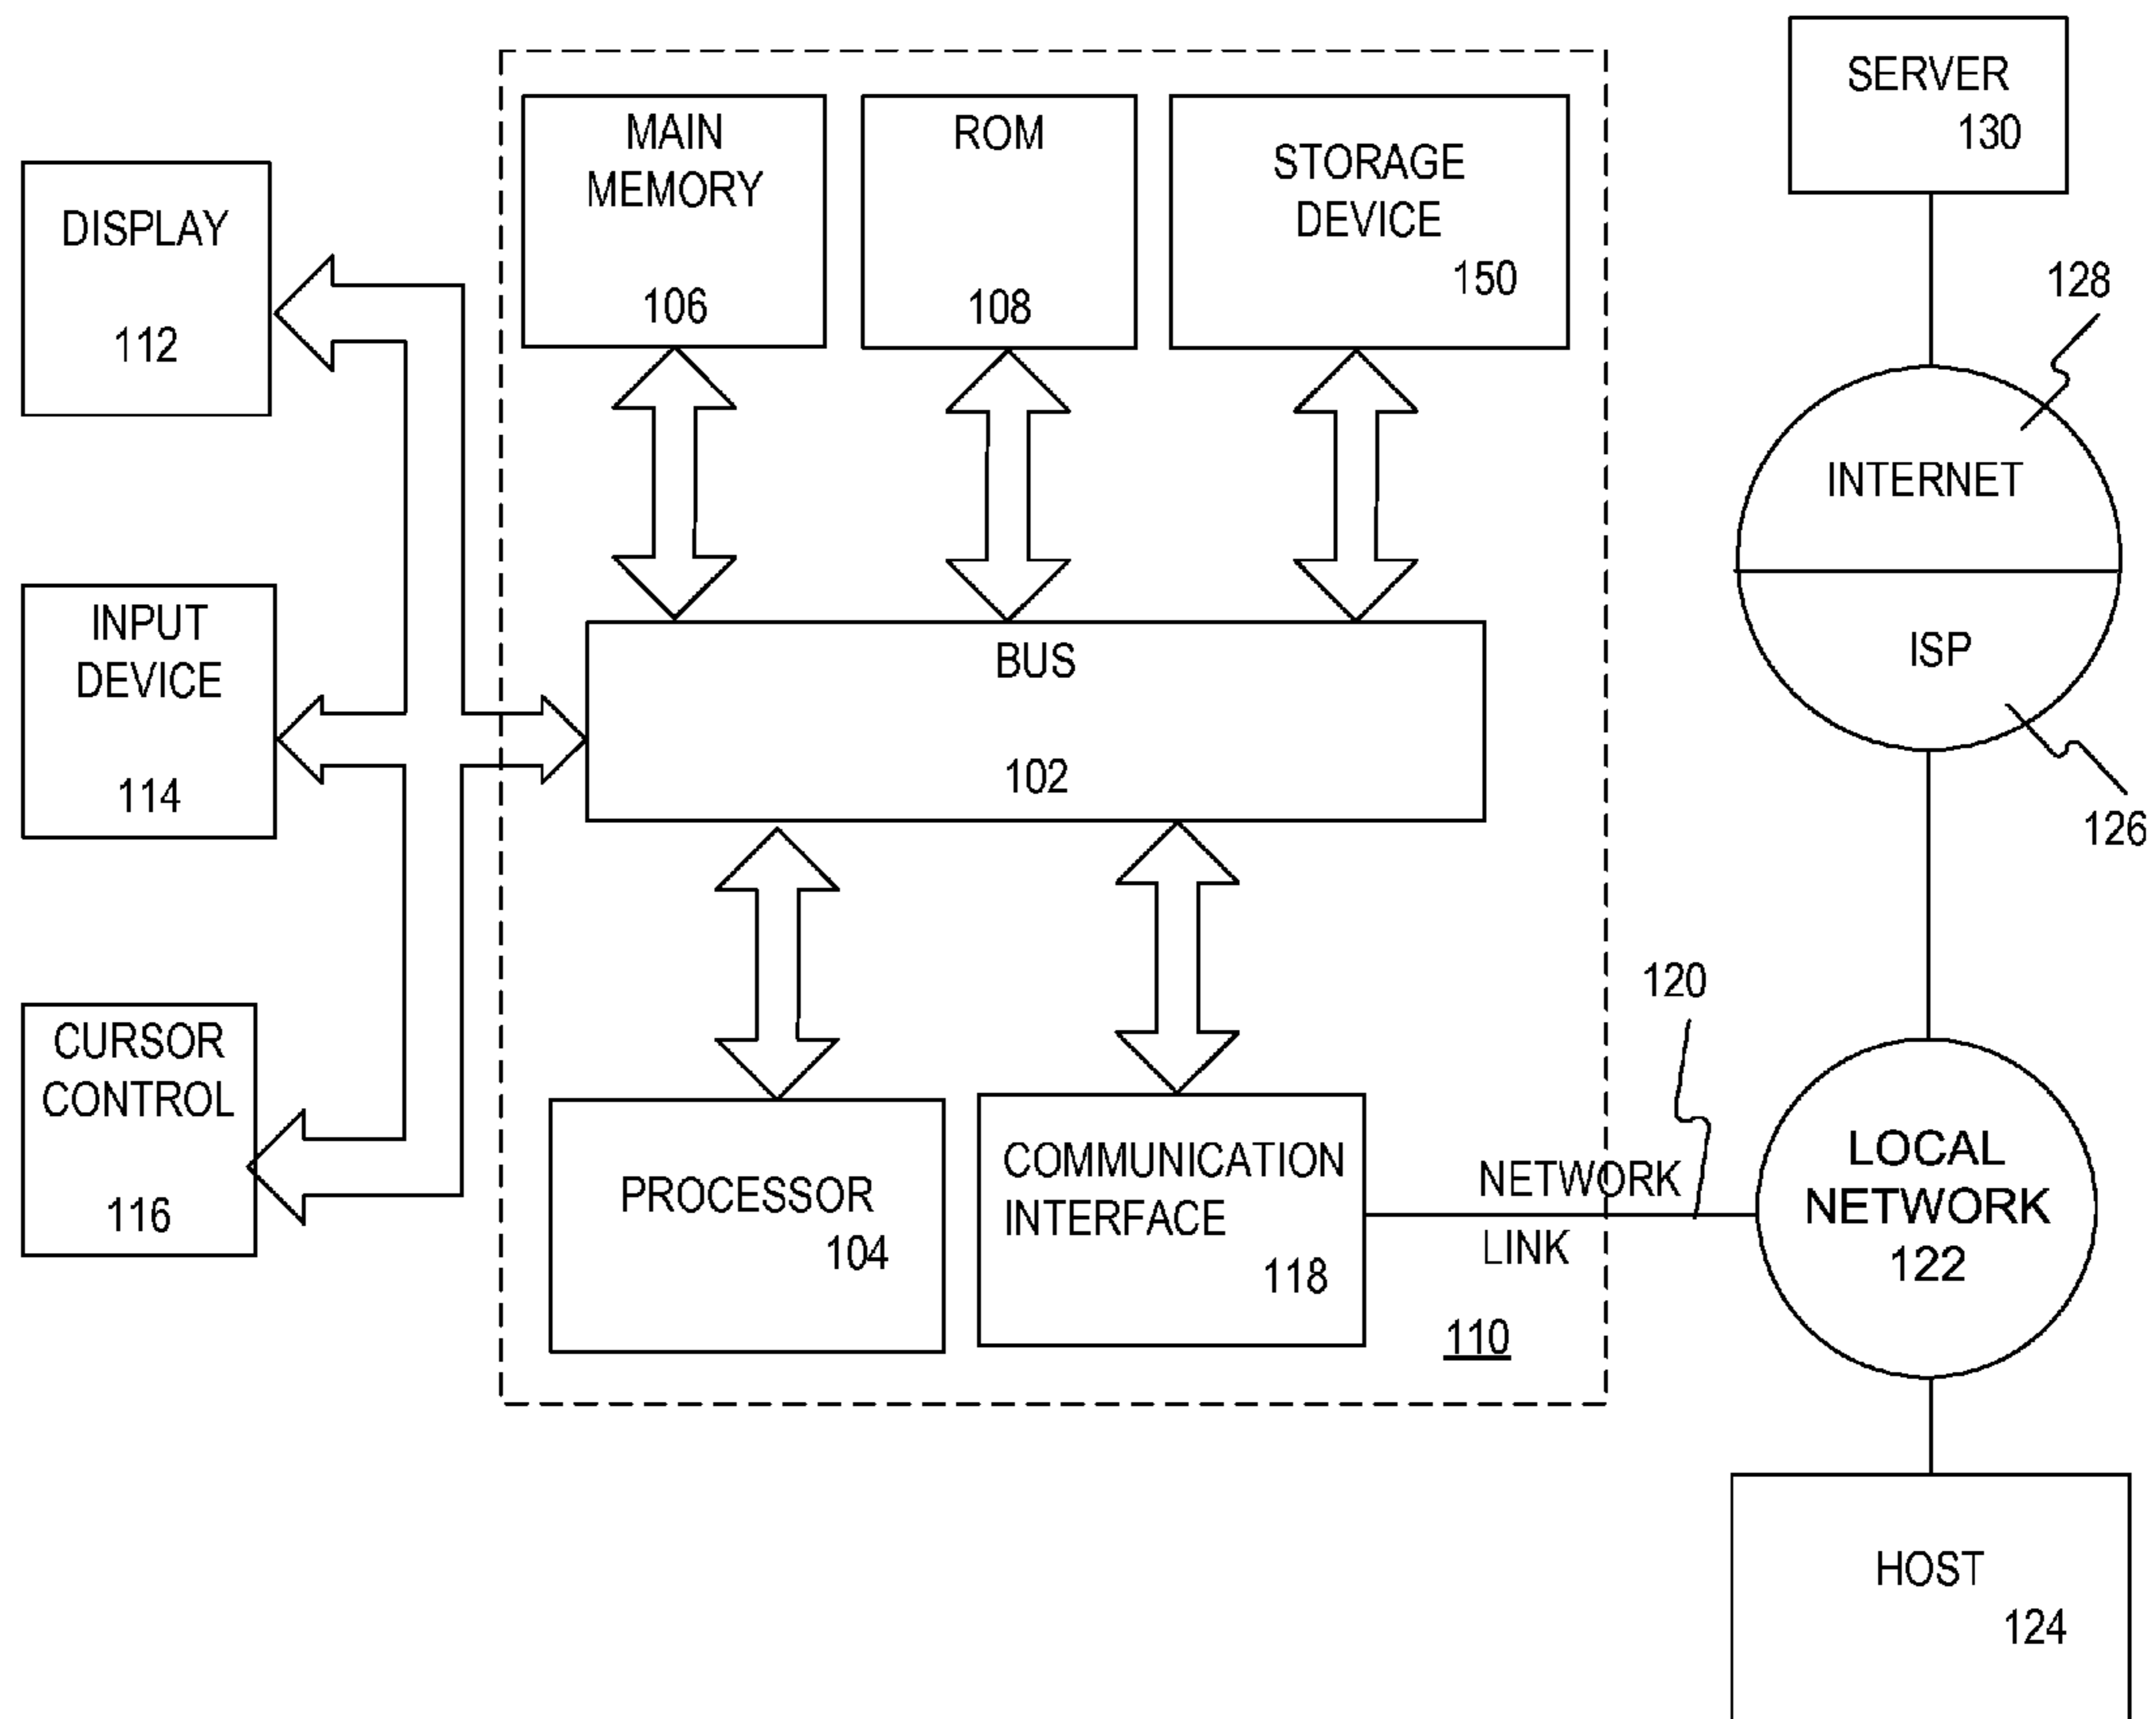 DISPLAY
112
INPUT
DEVICE
114
CURSOR
CONTROL
116
MAIN
MEMORY
106
ROM
108
STORAGE
DEVICE
150
BUS
102
PROCESSOR
104
COMMUNICATION
INTERFACE
118
NETWORK
LINK
110
120
SERVER
130
128
INTERNET
ISP
126
LOCAL
NETWORK
122
HOST
124